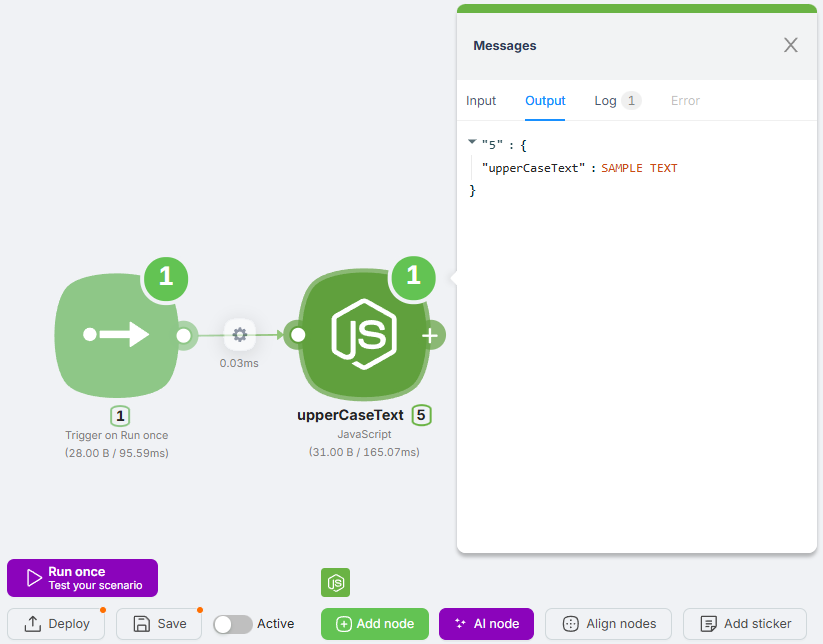 Messages
Input
Output
Log 1
Error
"5" : {
"upperCaseText" : SAMPLE TEXT
}
1
1
JS
0.03ms
1
Trigger on Run once
(28.00 B / 95.59ms)
upperCaseText 5
JavaScript
(31.00 B / 165.07ms)
Run once
Test your scenario
JS
Deploy
Save
Active
Add node
AI node
Align nodes
Add sticker